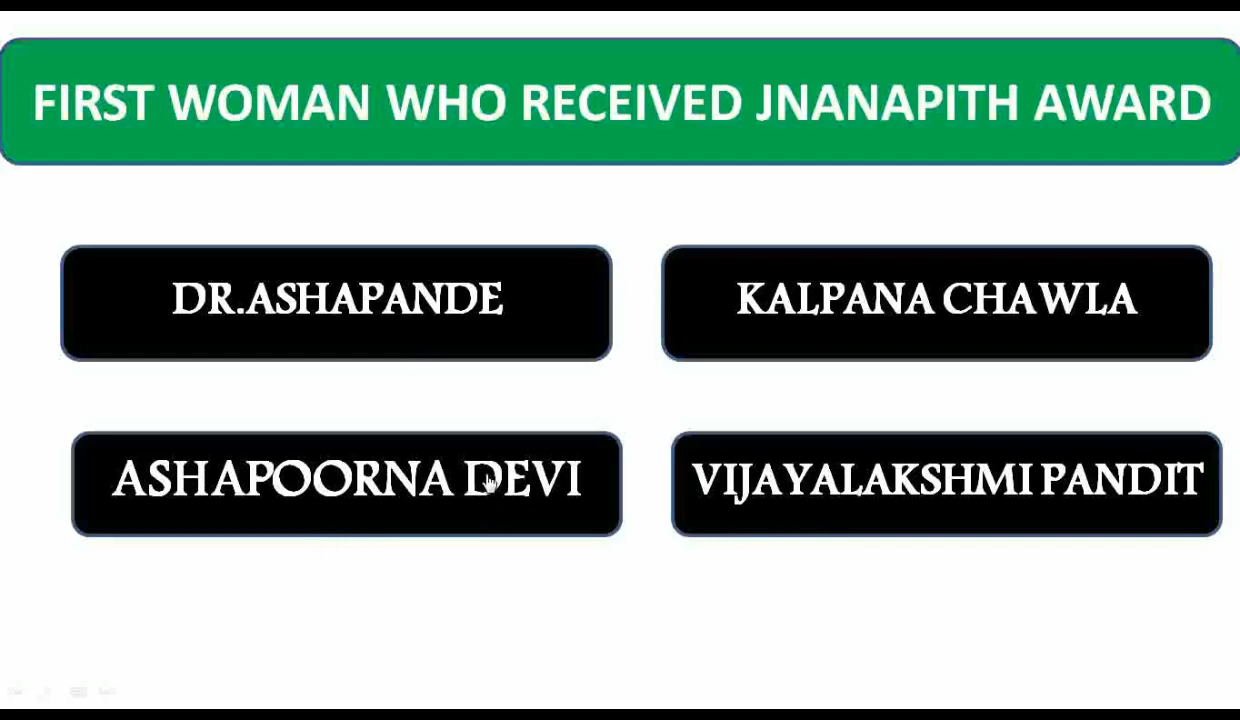 FIRST WOMAN WHO RECEIVED JNANAPITH AWARD
DR.ASHAPANDE
KALPANA CHAWLA
ASHAPOORNA DEVI
VIJAYALAKSHMI PANDIT